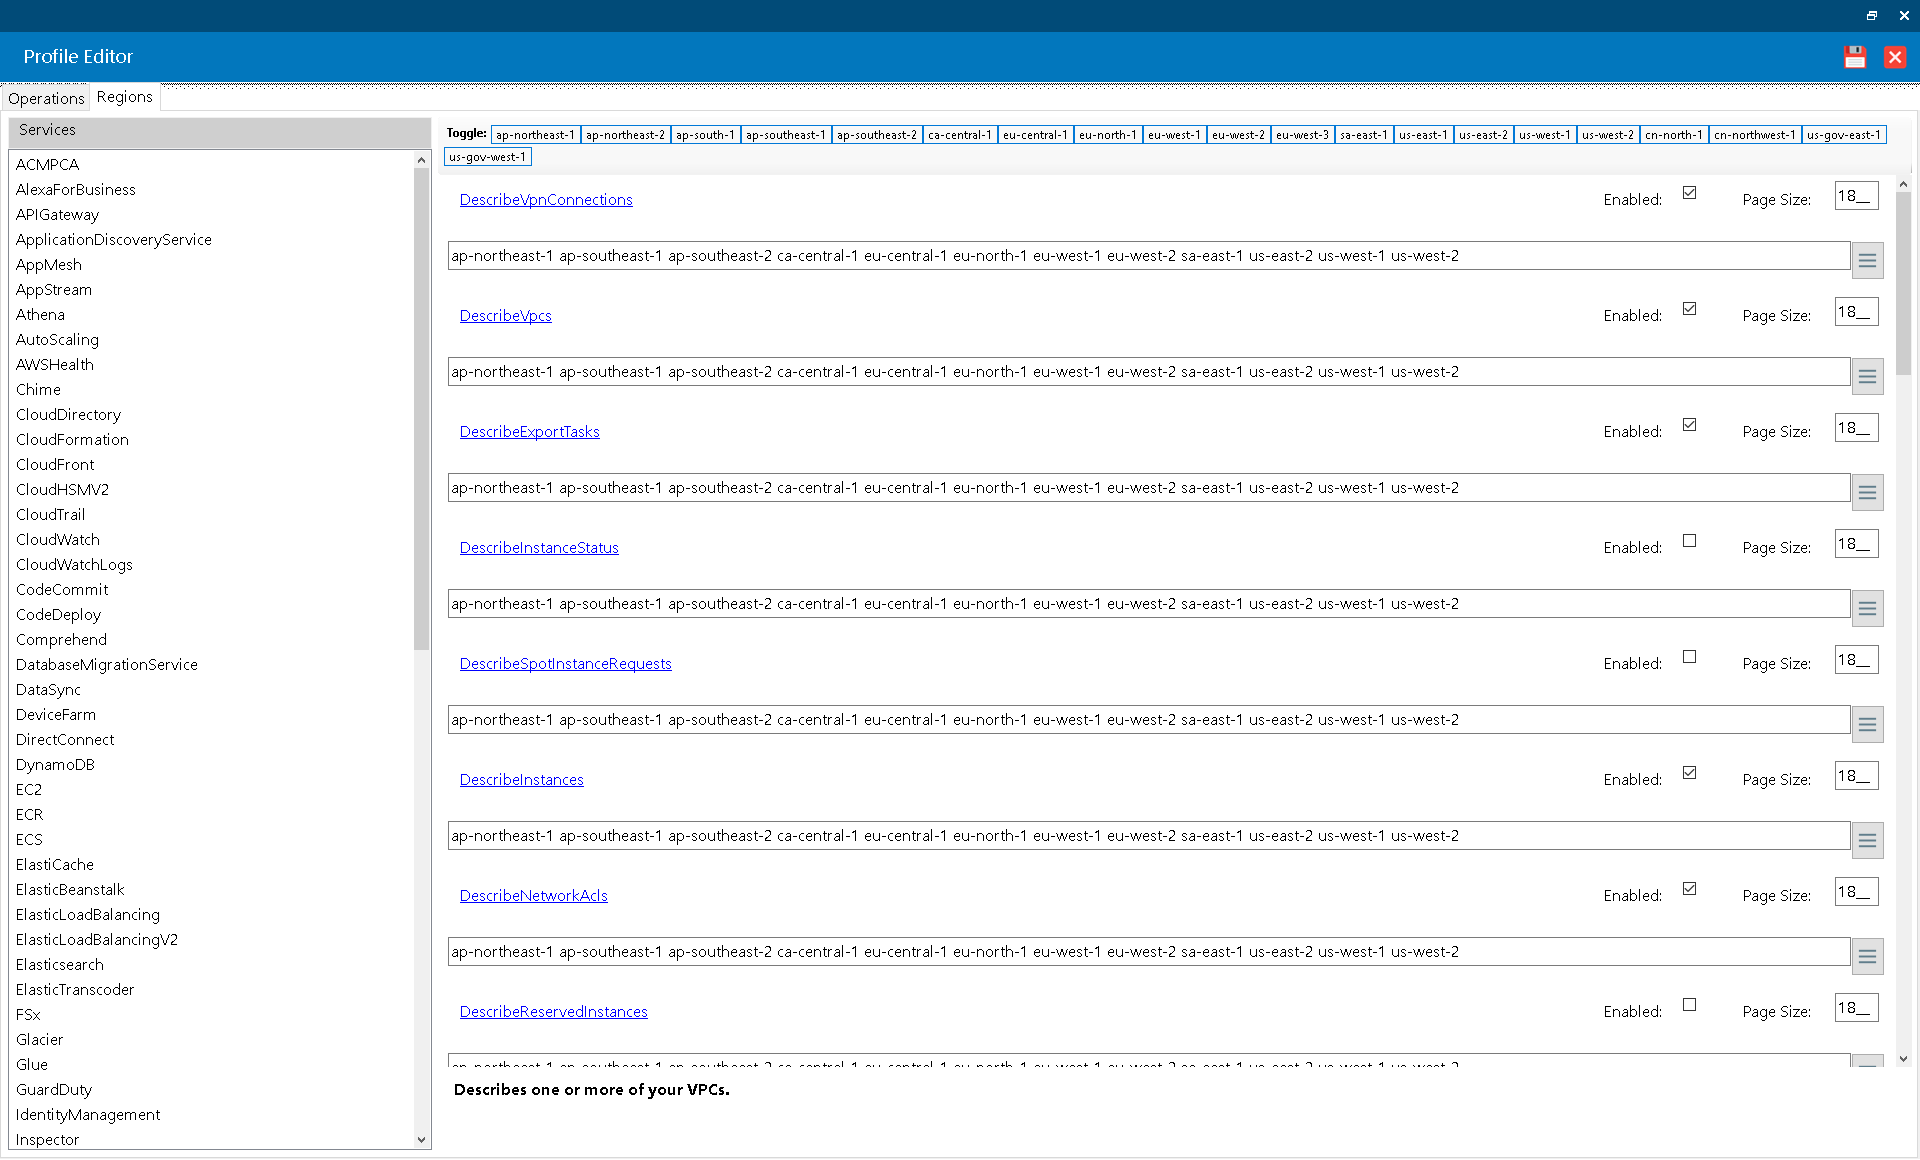 Profile Editor
Operations Regions
Services
ACMPCA
AlexaForBusiness
APIGateway
ApplicationDiscoveryService
AppMesh
AppStream
Athena
AutoScaling
AWSHealth
Chime
CloudDirectory
CloudFormation
CloudFront
CloudHSMV2
CloudTrail
CloudWatch
CloudWatchLogs
CodeCommit
CodeDeploy
Comprehend
DatabaseMigrationService
DataSync
DeviceFarm
DirectConnect
DynamoDB
EC2
ECR
ECS
ElastiCache
ElasticBeanstalk
ElasticLoadBalancing
ElasticLoadBalancingV2
Elasticsearch
ElasticTranscoder
FSx
Glacier
Glue
GuardDuty
IdentityManagement
Inspector
Toggle: ap-northeast-1 ap-northeast-2 ap-south-1 ap-southeast-1 ap-southeast-2 ca-central-1 eu-central-1 eu-north-1 eu-west-1 eu-west-2 eu-west-3 sa-east-1 us-east-1 us-east-2 us-west-1 us-west-2 cn-north-1 cn-northwest-1 us-gov-east-1
us-gov-west-1
DescribeVpnConnections Enabled: Page Size: 18__
ap-northeast-1 ap-southeast-1 ap-southeast-2 ca-central-1 eu-central-1 eu-north-1 eu-west-1 eu-west-2 sa-east-1 us-east-2 us-west-1 us-west-2
DescribeVpcs Enabled: Page Size: 18__
ap-northeast-1 ap-southeast-1 ap-southeast-2 ca-central-1 eu-central-1 eu-north-1 eu-west-1 eu-west-2 sa-east-1 us-east-2 us-west-1 us-west-2
DescribeExportTasks Enabled: Page Size: 18__
ap-northeast-1 ap-southeast-1 ap-southeast-2 ca-central-1 eu-central-1 eu-north-1 eu-west-1 eu-west-2 sa-east-1 us-east-2 us-west-1 us-west-2
DescribeInstanceStatus Enabled: Page Size: 18__
ap-northeast-1 ap-southeast-1 ap-southeast-2 ca-central-1 eu-central-1 eu-north-1 eu-west-1 eu-west-2 sa-east-1 us-east-2 us-west-1 us-west-2
DescribeSpotInstanceRequests Enabled: Page Size: 18__
ap-northeast-1 ap-southeast-1 ap-southeast-2 ca-central-1 eu-central-1 eu-north-1 eu-west-1 eu-west-2 sa-east-1 us-east-2 us-west-1 us-west-2
DescribeInstances Enabled: Page Size: 18__
ap-northeast-1 ap-southeast-1 ap-southeast-2 ca-central-1 eu-central-1 eu-north-1 eu-west-1 eu-west-2 sa-east-1 us-east-2 us-west-1 us-west-2
DescribeNetworkAcls Enabled: Page Size: 18__
ap-northeast-1 ap-southeast-1 ap-southeast-2 ca-central-1 eu-central-1 eu-north-1 eu-west-1 eu-west-2 sa-east-1 us-east-2 us-west-1 us-west-2
DescribeReservedInstances Enabled: Page Size: 18__
Describes one or more of your VPCs.